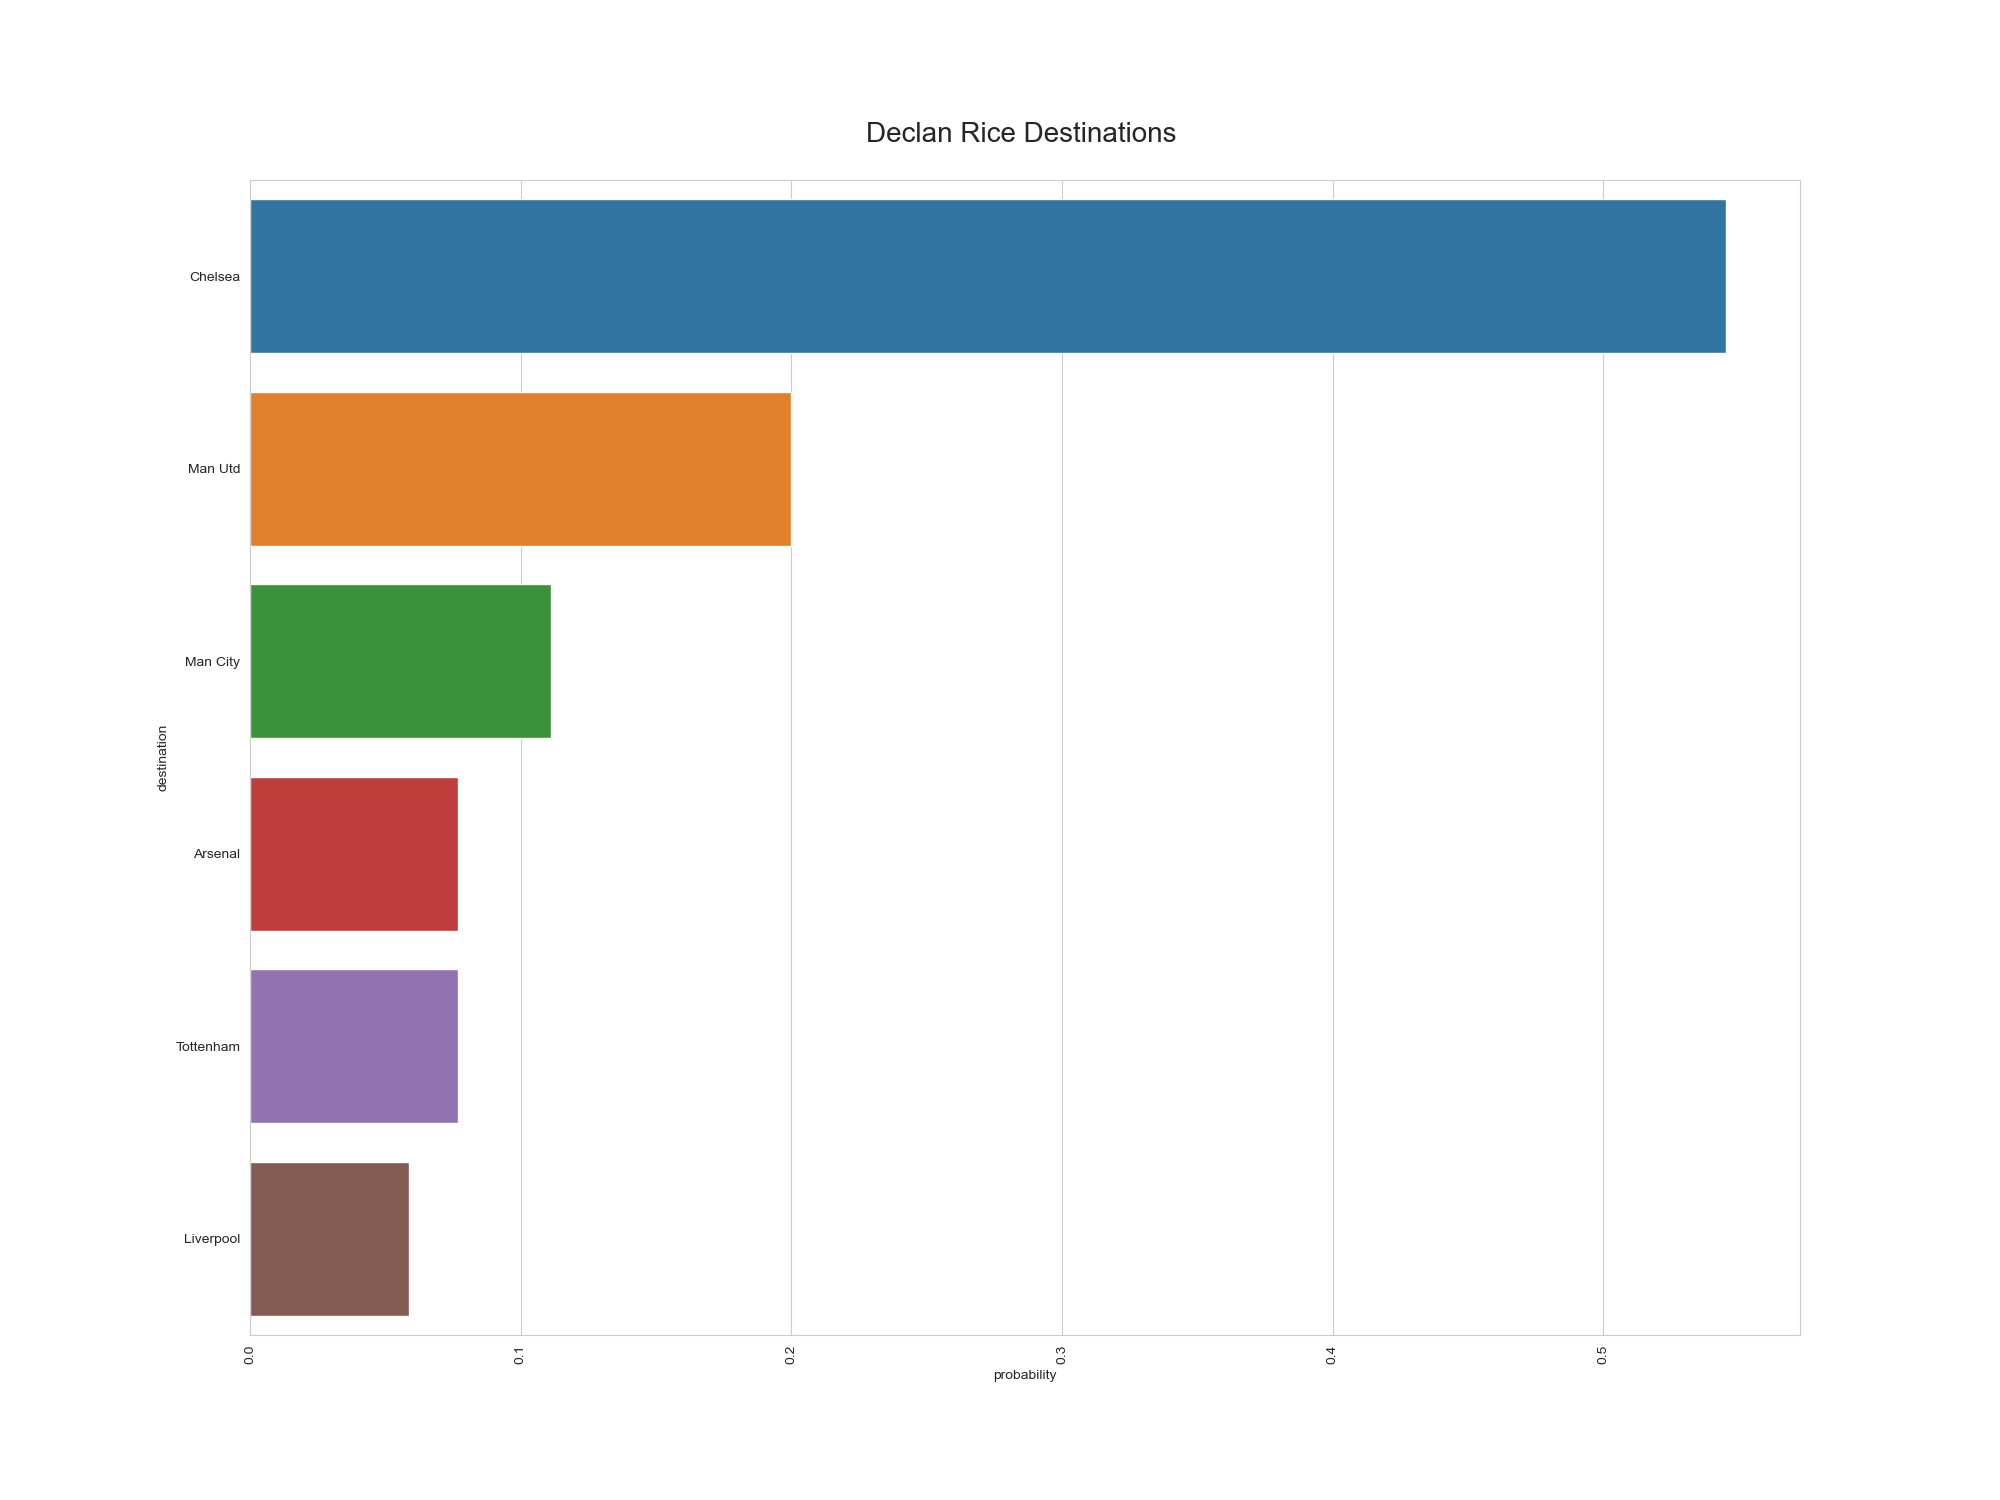 Declan Rice Destinations
Chelsea
Man Utd
Man City
Arsenal
Tottenham
Liverpool
destination
0.0
0.1
0.2
0.3
0.4
0.5
probability